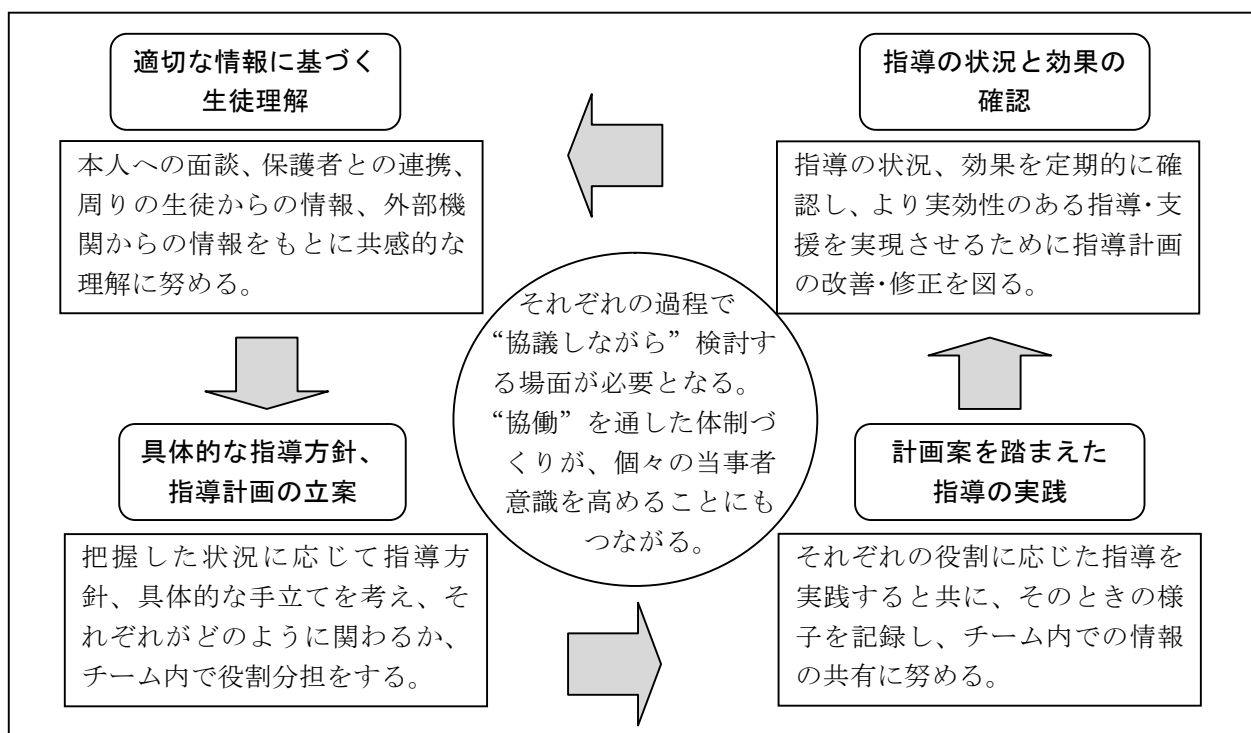 適切な情報に基づく
生徒理解
本人への面談、保護者との連携、
周りの生徒からの情報、外部機
関からの情報をもとに共感的な
理解に努める。
具体的な指導方針、
指導計画の立案
把握した状況に応じて指導方
針、具体的な手立てを考え、そ
れぞれがどのように関わるか、
チーム内で役割分担をする。
それぞれの過程で
“協議しながら”検討す
る場面が必要となる。
“協働”を通した体制づ
くりが、個々の当事者
意識を高めることにも
つながる。
計画案を踏まえた
指導の実践
それぞれの役割に応じた指導を
実践すると共に、そのときの様
子を記録し、チーム内での情報
の共有に努める。
指導の状況と効果の
確認
指導の状況、効果を定期的に確
認し、より実効性のある指導・支
援を実現させるために指導計画
の改善・修正を図る。